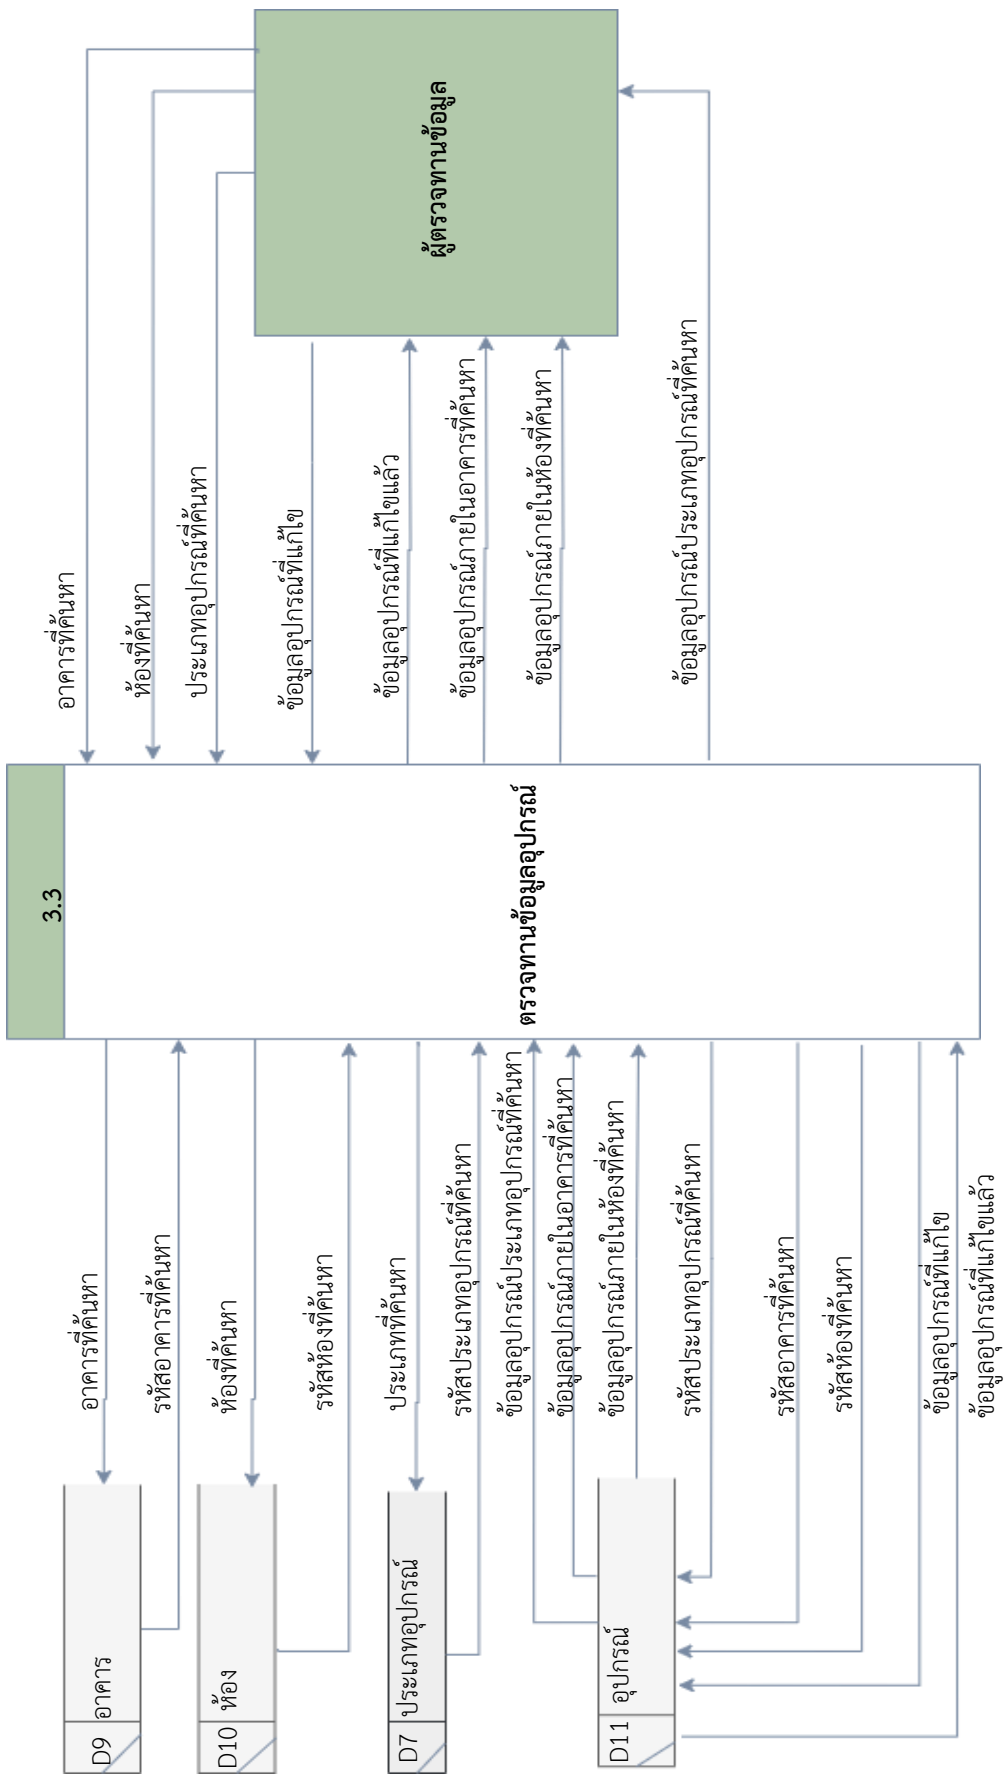 ผู้ตรวจทานข้อมูล
อาคารที่ค้นหา
ห้องที่ค้นหา
ประเภทอุปกรณ์ที่ค้นหา
ข้อมูลอุปกรณ์ที่แก้ไข
ข้อมูลอุปกรณ์ที่แก้ไขแล้ว
ข้อมูลอุปกรณ์ภายในอาคารที่ค้นหา
ข้อมูลอุปกรณ์ภายในห้องที่ค้นหา
ข้อมูลอุปกรณ์ประเภทอุปกรณ์ที่ค้นหา
3.3
ตรวจทานข้อมูลอุปกรณ์
อาคารที่ค้นหา
รหัสอาคารที่ค้นหา
ห้องที่ค้นหา
รหัสห้องที่ค้นหา
ประเภทที่ค้นหา
รหัสประเภทอุปกรณ์ที่ค้นหา
ข้อมูลอุปกรณ์ประเภทอุปกรณ์ที่ค้นหา
ข้อมูลอุปกรณ์ภายในอาคารที่ค้นหา
ข้อมูลอุปกรณ์ภายในห้องที่ค้นหา
รหัสประเภทอุปกรณ์ที่ค้นหา
รหัสอาคารที่ค้นหา
รหัสห้องที่ค้นหา
ข้อมูลอุปกรณ์ที่แก้ไข
ข้อมูลอุปกรณ์ที่แก้ไขแล้ว
D9 อาคาร
D10 ห้อง
D7 ประเภทอุปกรณ์
D11 อุปกรณ์